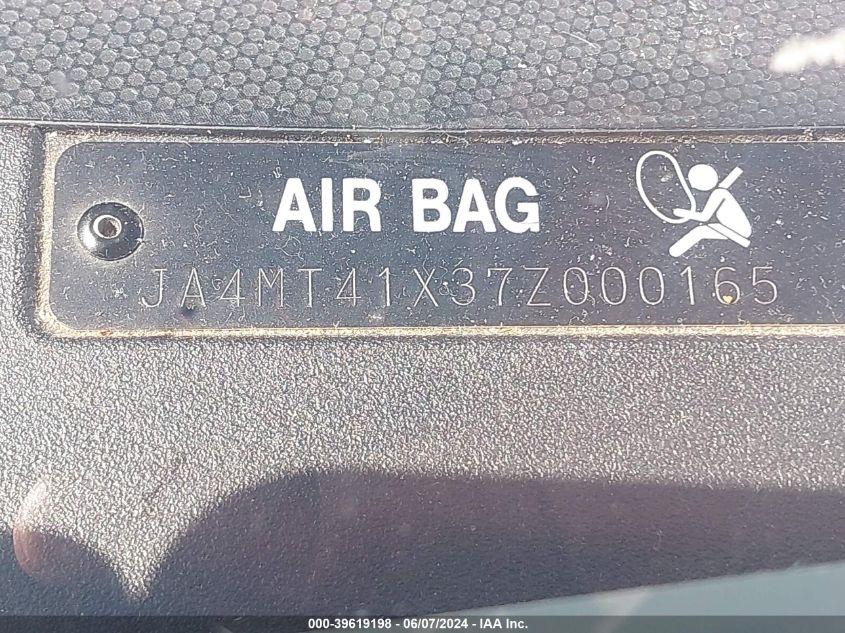 AIR BAG
JA4MT41X37Z000165
000-39619198 - 06/07/2024 - IAA Inc.